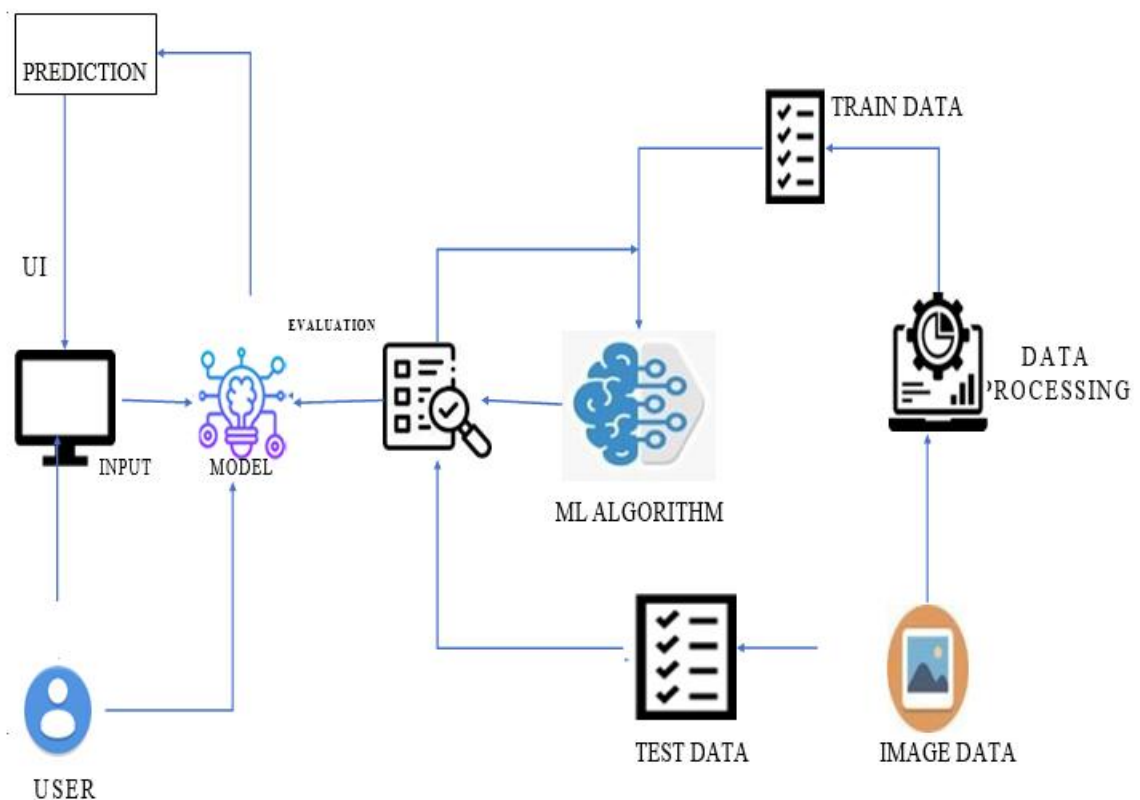 PREDICTION
TRAIN DATA
UI
EVALUATION
DATA
PROCESSING
INPUT
MODEL
ML ALGORITHM
TEST DATA
IMAGE DATA
USER